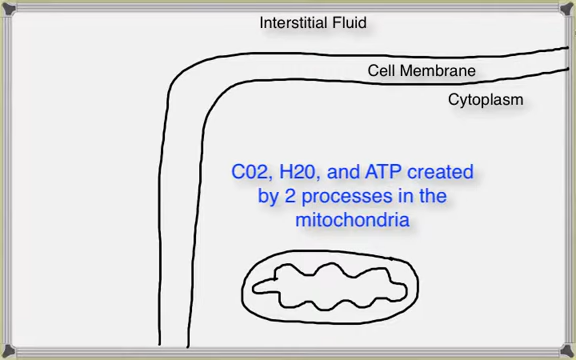 Interstitial Fluid
Cell Membrane
Cytoplasm
C02, H20, and ATP created
by 2 processes in the
mitochondria